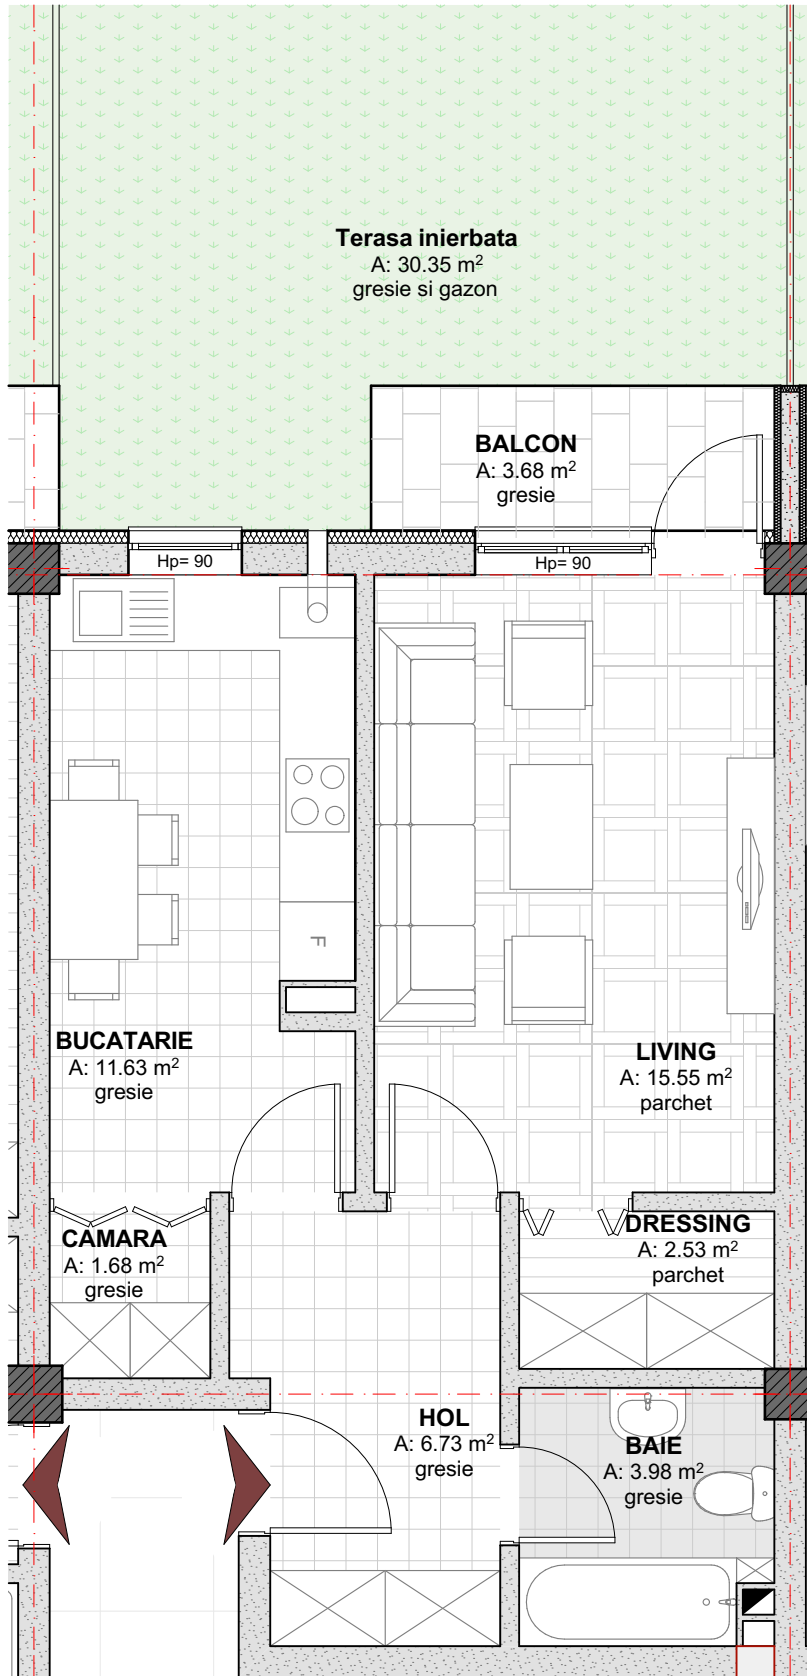 Terasa inierbata
A: 30.35 m²
gresie si gazon
BALCON
A: 3.68 m²
gresie
Hp= 90
Hp= 90
F
BUCATARIE
A: 11.63 m²
gresie
LIVING
A: 15.55 m²
parchet
CAMARA
A: 1.68 m²
gresie
DRESSING
A: 2.53 m²
parchet
HOL
A: 6.73 m²
gresie
BAIE
A: 3.98 m²
gresie